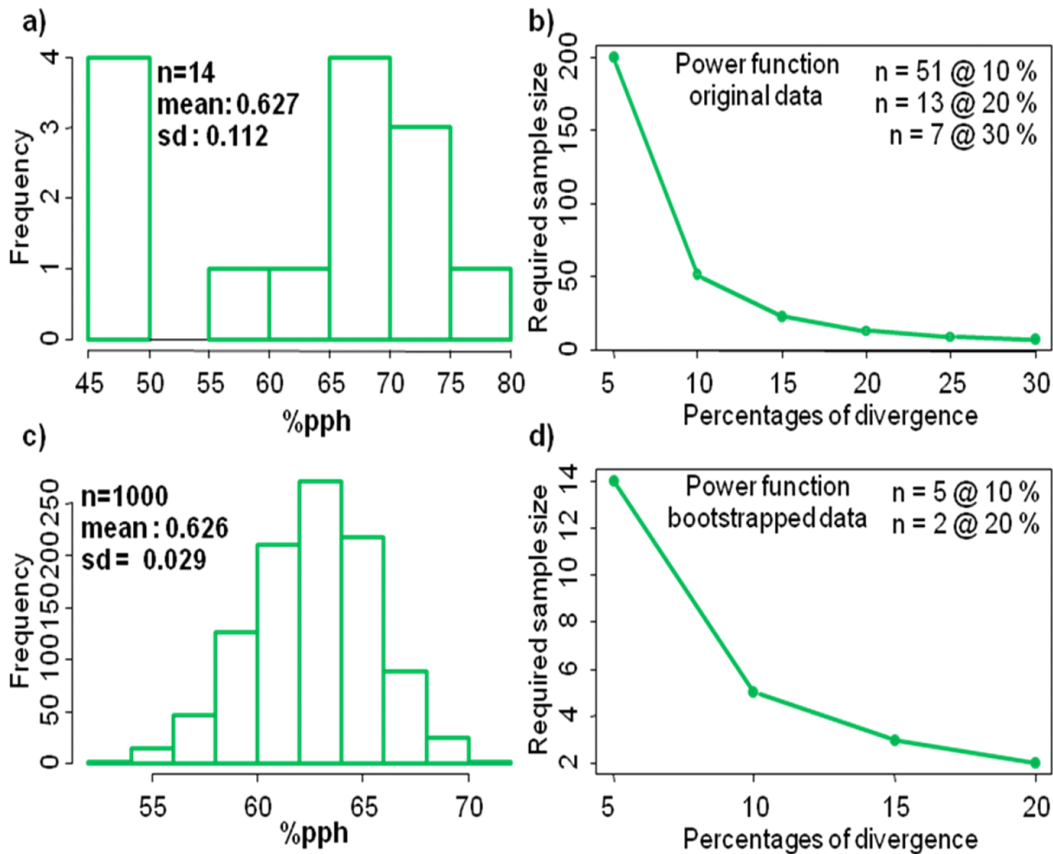 a)
n=14
mean: 0.627
sd : 0.112
Frequency
4
3
2
1
0
45 50 55 60 65 70 75 80
%pph
b)
Power function
original data
n = 51 @ 10 %
n = 13 @ 20 %
n = 7 @ 30 %
Required sample size
200
150
100
50
0
5 10 15 20 25 30
Percentages of divergence
c)
n=1000
mean : 0.626
sd = 0.029
Frequency
250
200
150
100
50
0
55 60 65 70
%pph
d)
Power function
bootstrapped data
n = 5 @ 10 %
n = 2 @ 20 %
Required sample size
14
12
10
8
6
4
2
5 10 15 20
Percentages of divergence